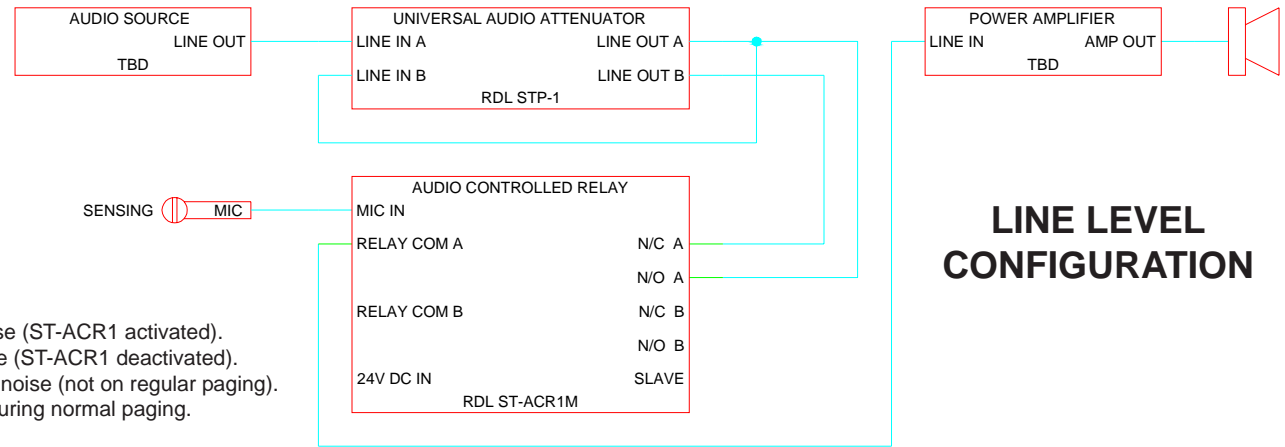 AUDIO SOURCE
LINE OUT
TBD
UNIVERSAL AUDIO ATTENUATOR
LINE IN A
LINE OUT A
LINE IN B
LINE OUT B
RDL STP-1
POWER AMPLIFIER
LINE IN
AMP OUT
TBD
SENSING
MIC
AUDIO CONTROLLED RELAY
MIC IN
RELAY COM A
N/C A
N/O A
RELAY COM B
N/C B
N/O B
24V DC IN
SLAVE
RDL ST-ACR1M
LINE LEVEL
CONFIGURATION
(ST-ACR1 activated).
(ST-ACR1 deactivated).
noise (not on regular paging).
normal paging.